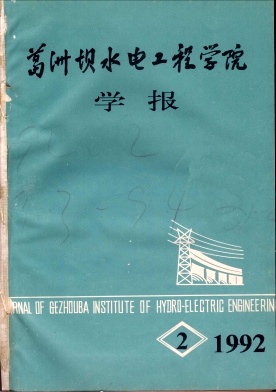 葛洲坝水电工程学院
学报
JOURNAL OF GEZHOUBA INSTITUTE OF HYDRO-ELECTRIC ENGINEERIN
2 1992